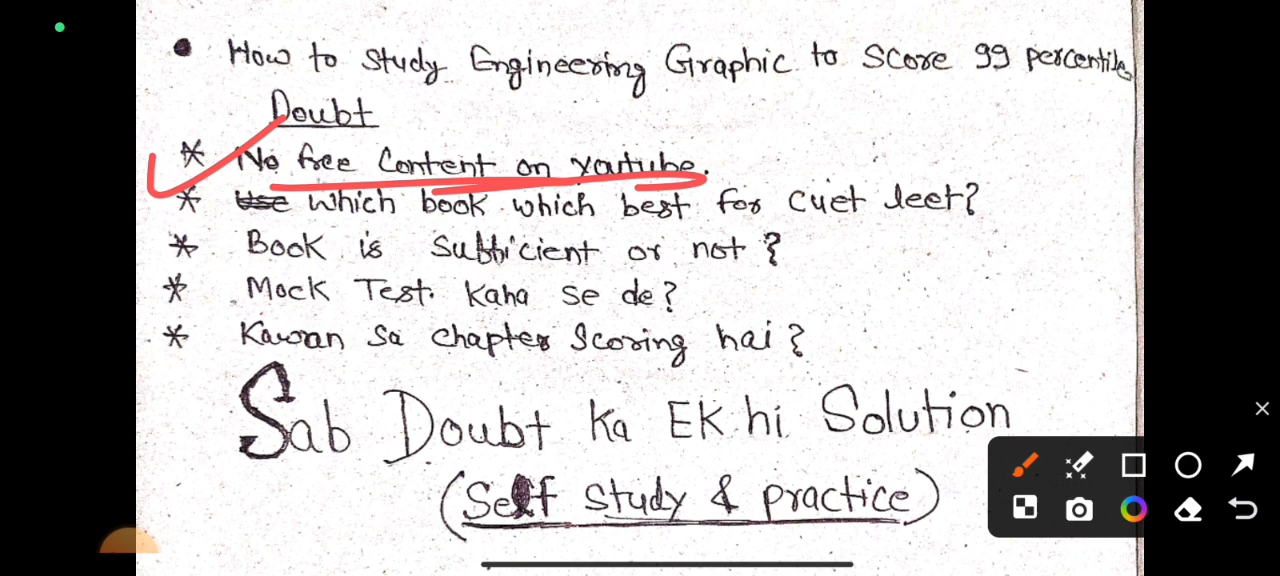 • How to study Engineering Graphic to Score 99 percentile
Doubt
* No free Content on Youtube.
* Use which book which best for Cuet leet?
* Book is Sufficient or not ?
* Mock Test. Kaha se de?
* Kawan Sa chapter Scoring hai ?
Sab Doubt Ka EK hi Solution
(Self study & practice)